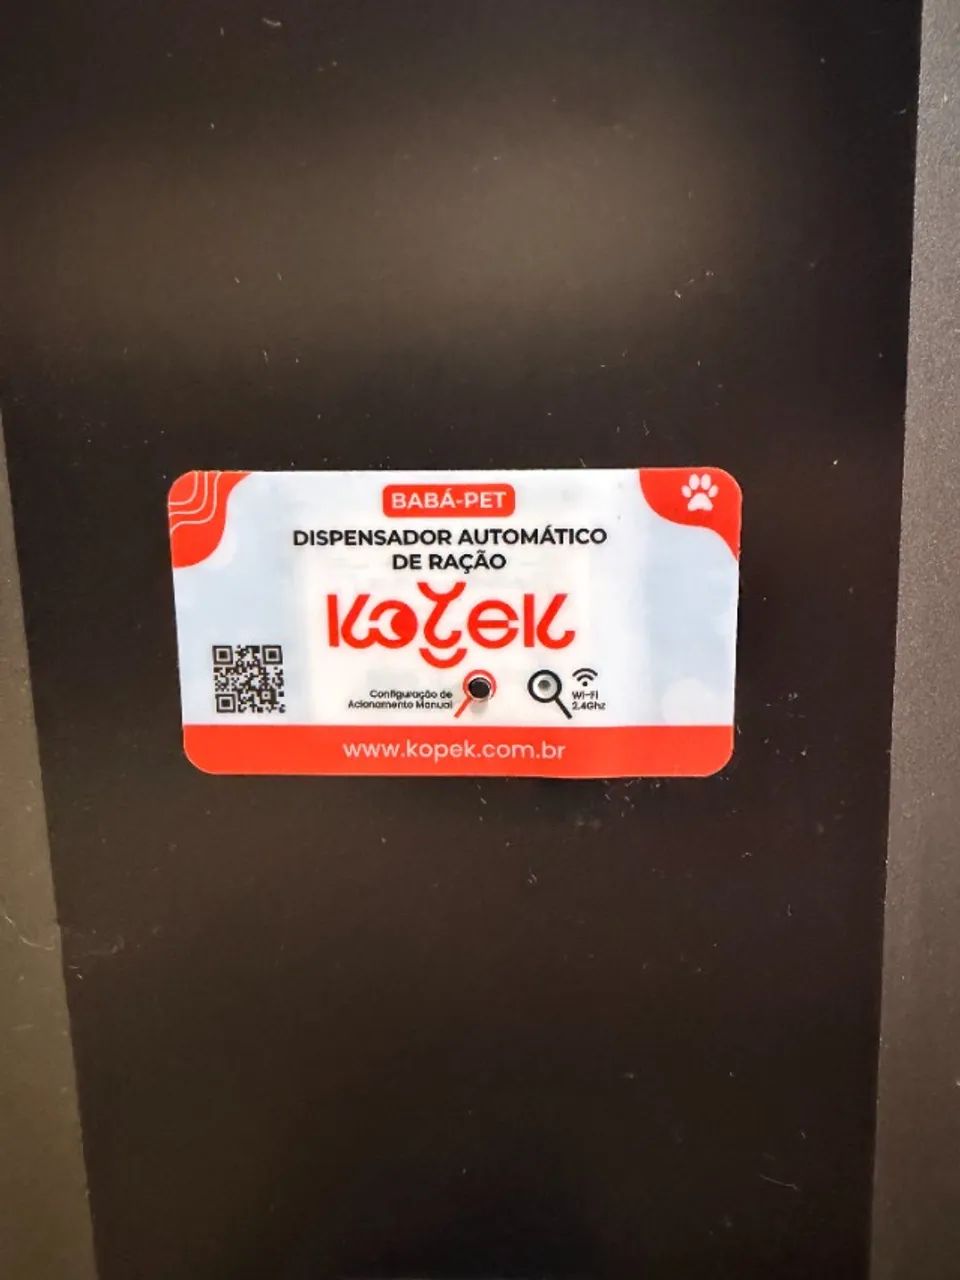 BABÁ-PET
DISPENSADOR AUTOMÁTICO
DE RAÇÃO
KOPEK
Configuração de
Acionamento Manual
Wi-Fi
2.4Ghz
www.kopek.com.br